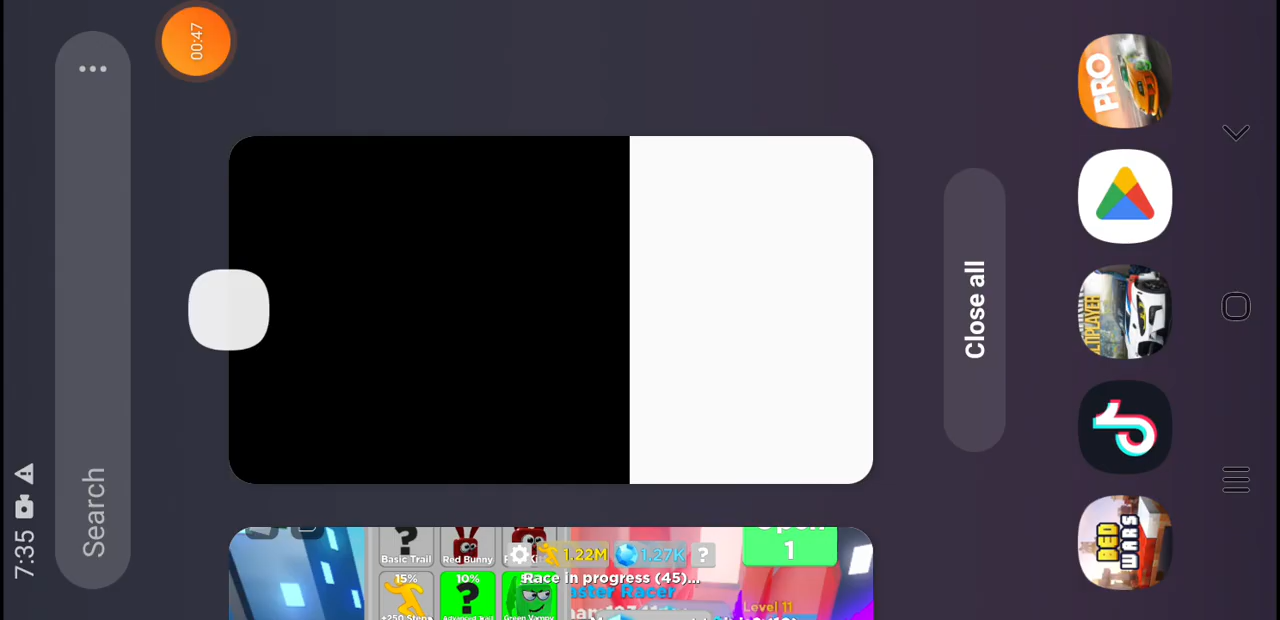 7:35
Search
00:47
Close all
PRO
BED
WARS
Open
1
Basic Trail
Red Bunny
1.22M
1.27K
?
Race in progress (45)...
15%
10%
+250 Steps
Green Vampy
Level 11